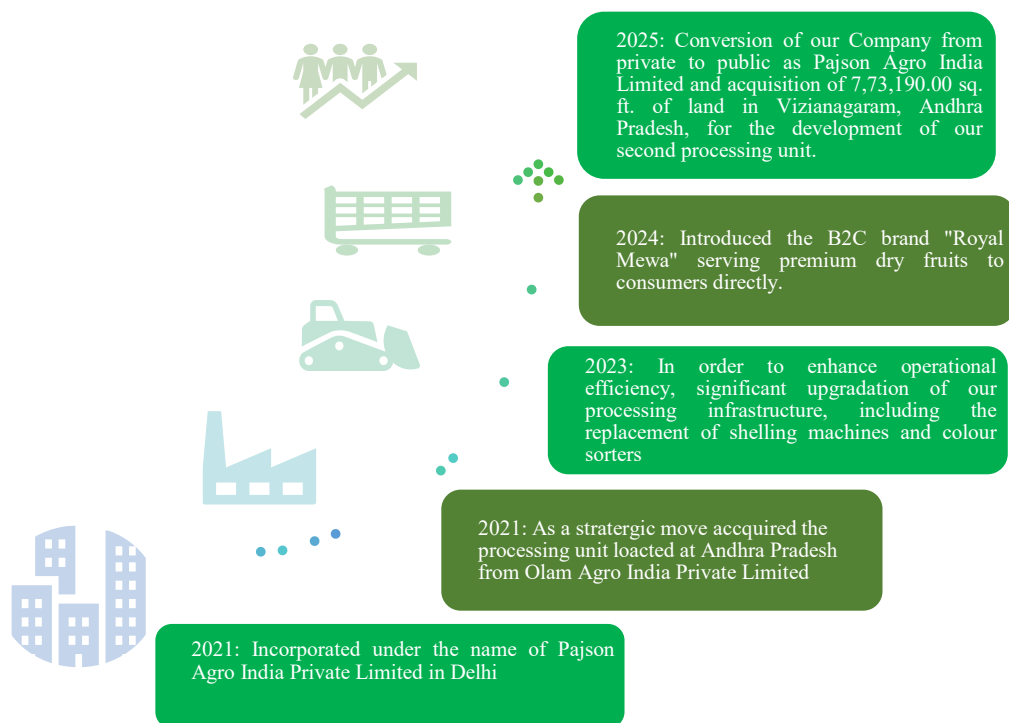 2025: Conversion of our Company from
private to public as Pajson Agro India
Limited and acquisition of 7,73,190.00 sq.
ft. of land in Vizianagaram, Andhra
Pradesh, for the development of our
second processing unit.
2024: Introduced the B2C brand "Royal
Mewa" serving premium dry fruits to
consumers directly.
2023: In order to enhance operational
efficiency, significant upgradation of our
processing infrastructure, including the
replacement of shelling machines and colour
sorters
2021: As a stratergic move accquired the
processing unit loacted at Andhra Pradesh
from Olam Agro India Private Limited
2021: Incorporated under the name of Pajson
Agro India Private Limited in Delhi